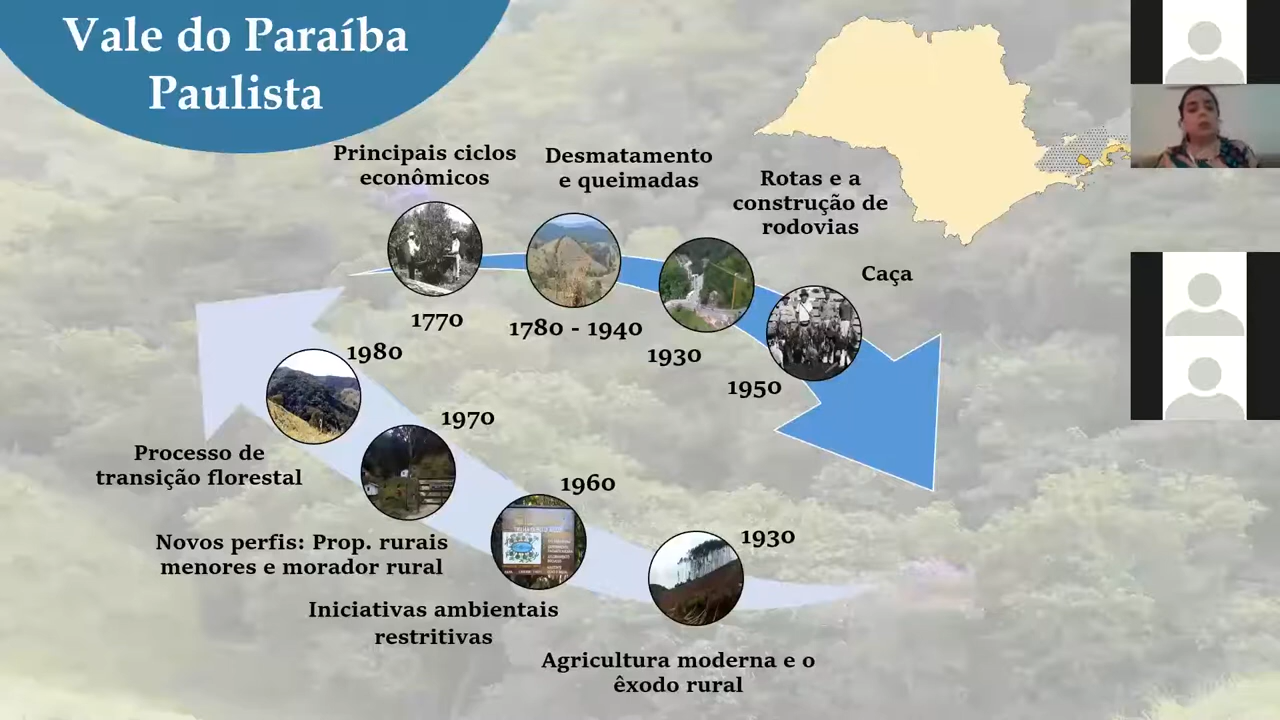 Vale do Paraíba
Paulista
Principais ciclos
econômicos
Desmatamento
e queimadas
Rotas e a
construção de
rodovias
Caça
1770
1780 - 1940
1930
1950
1980
1970
1960
1930
Processo de
transição florestal
Novos perfis: Prop. rurais
menores e morador rural
Iniciativas ambientais
restritivas
Agricultura moderna e o
êxodo rural